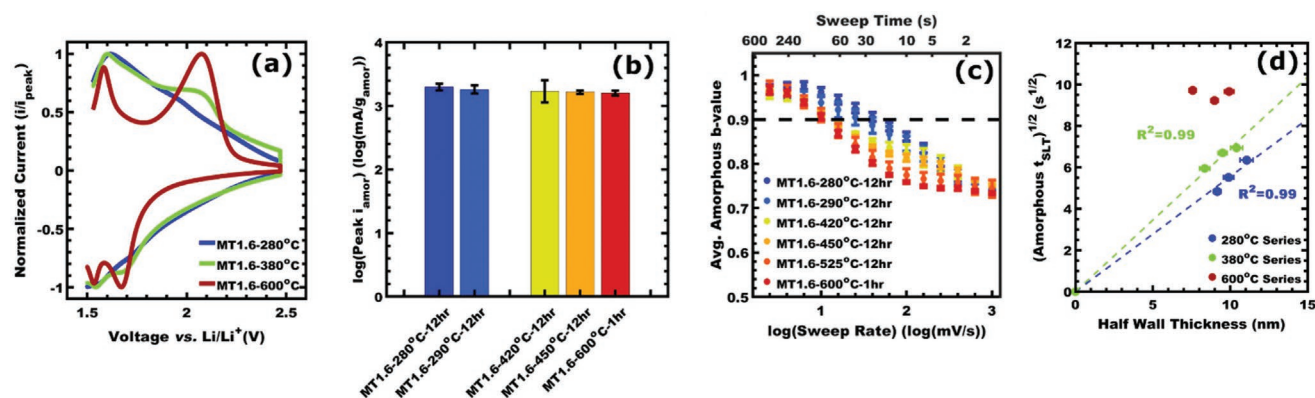 (a)
Normalized Current (i/i_peak)
1
0.5
0
-0.5
-1
1.5
2
2.5
Voltage vs. Li/Li⁺(V)
MT1.6-280°C
MT1.6-380°C
MT1.6-600°C
(b)
log(Peak i_amor) (log(mA/g_amor))
4
3
2
1
0
MT1.6-280°C-12hr
MT1.6-290°C-12hr
MT1.6-420°C-12hr
MT1.6-450°C-12hr
MT1.6-600°C-1hr
Sweep Time (s)
600
240
60
30
10
5
2
(c)
Avg. Amorphous b-value
1
0.9
0.8
0.7
0.6
0.5
MT1.6-280°C-12hr
MT1.6-290°C-12hr
MT1.6-420°C-12hr
MT1.6-450°C-12hr
MT1.6-525°C-12hr
MT1.6-600°C-1hr
0.5
1
1.5
2
2.5
3
log(Sweep Rate) (log(mV/s))
(d)
(Amorphous t_SLT)^1/2 (s^1/2)
14
12
10
8
6
4
2
0
R²=0.99
R²=0.99
280°C Series
380°C Series
600°C Series
0
5
10
15
Half Wall Thickness (nm)